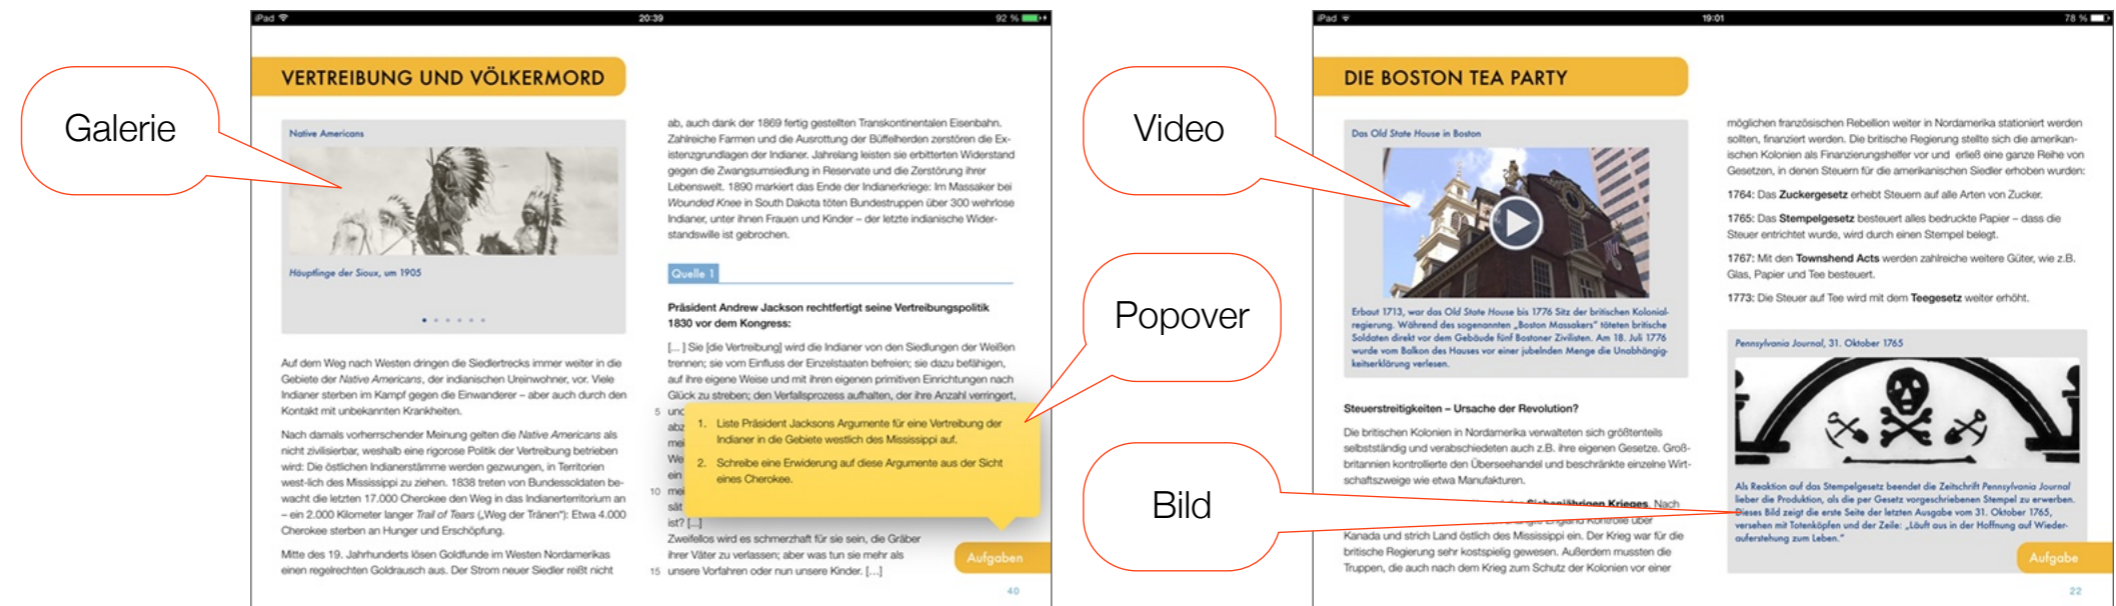 iPad
20:39
92 %
VERTREIBUNG UND VÖLKERMORD
Galerie
Native Americans
Häuptlinge der Sioux, um 1905
Auf dem Weg nach Westen dringen die Siedlertrecks immer weiter in die
Gebiete der Native Americans, der indianischen Ureinwohner, vor. Viele
Indianer sterben im Kampf gegen die Einwanderer – aber auch durch den
Kontakt mit unbekannten Krankheiten.
Nach damals vorherrschender Meinung gelten die Native Americans als
nicht zivilisierbar, weshalb eine rigorose Politik der Vertreibung betrieben
wird: Die östlichen Indianerstämme werden gezwungen, in Territorien
west-lich des Mississippi zu ziehen. 1838 treten von Bundessoldaten be-
wacht die letzten 17.000 Cherokee den Weg in das Indianerterritorium an
– ein 2.000 Kilometer langer Trail of Tears („Weg der Tränen“): Etwa 4.000
Cherokee sterben an Hunger und Erschöpfung.
Mitte des 19. Jahrhunderts lösen Goldfunde im Westen Nordamerikas
einen regelrechten Goldrausch aus. Der Strom neuer Siedler reißt nicht
ab, auch dank der 1869 fertig gestellten Transkontinentalen Eisenbahn.
Zahlreiche Farmen und die Ausrottung der Büffelherden zerstören die Ex-
istenzgrundlagen der Indianer. Jahrelang leisten sie erbitterten Widerstand
gegen die Zwangsumsiedlung in Reservate und die Zerstörung ihrer
Lebenswelt. 1890 markiert das Ende der Indianerkriege: Im Massaker bei
Wounded Knee in South Dakota töten Bundestruppen über 300 wehrlose
Indianer, unter ihnen Frauen und Kinder – der letzte indianische Wider-
standswille ist gebrochen.
Quelle 1
Präsident Andrew Jackson rechtfertigt seine Vertreibungspolitik
1830 vor dem Kongress:
[... ] Sie [die Vertreibung] wird die Indianer von den Siedlungen der Weißen
trennen; sie vom Einfluss der Einzelstaaten befreien; sie dazu befähigen,
auf ihre eigene Weise und mit ihren eigenen primitiven Einrichtungen nach
Glück zu streben; den Verfallsprozess aufhalten, der ihre Anzahl verringert,
5 und
abz
mei
We
ein
10 mei
sät
ist? [...]
Zweifellos wird es schmerzhaft für sie sein, die Gräber
ihrer Väter zu verlassen; aber was tun sie mehr als
15 unsere Vorfahren oder nun unsere Kinder. [...]
1. Liste Präsident Jacksons Argumente für eine Vertreibung der
Indianer in die Gebiete westlich des Mississippi auf.
2. Schreibe eine Erwiderung auf diese Argumente aus der Sicht
eines Cherokee.
Aufgaben
40
Popover
iPad
19:01
78 %
DIE BOSTON TEA PARTY
Video
Das Old State House in Boston
Erbaut 1713, war das Old State House bis 1776 Sitz der britischen Kolonial-
regierung. Während des sogenannten „Boston Massakers“ töteten britische
Soldaten direkt vor dem Gebäude fünf Bostoner Zivilisten. Am 18. Juli 1776
wurde vom Balkon des Hauses vor einer jubelnden Menge die Unabhängig-
keitserklärung verlesen.
Steuerstreitigkeiten – Ursache der Revolution?
Die britischen Kolonien in Nordamerika verwalteten sich größtenteils
selbstständig und verabschiedeten auch z.B. ihre eigenen Gesetze. Groß-
britannien kontrollierte den Überseehandel und beschränkte einzelne Wirt-
schaftszweige wie etwa Manufakturen.
Siebenjährigen Krieges. Nach
England Kontrolle über
Kanada und strich Land östlich des Mississippi ein. Der Krieg war für die
britische Regierung sehr kostspielig gewesen. Außerdem mussten die
Truppen, die auch nach dem Krieg zum Schutz der Kolonien vor einer
Bild
möglichen französischen Rebellion weiter in Nordamerika stationiert werden
sollten, finanziert werden. Die britische Regierung stellte sich die amerikan-
ischen Kolonien als Finanzierungshelfer vor und erließ eine ganze Reihe von
Gesetzen, in denen Steuern für die amerikanischen Siedler erhoben wurden:
1764: Das Zuckergesetz erhebt Steuern auf alle Arten von Zucker.
1765: Das Stempelgesetz besteuert alles bedruckte Papier – dass die
Steuer entrichtet wurde, wird durch einen Stempel belegt.
1767: Mit den Townshend Acts werden zahlreiche weitere Güter, wie z.B.
Glas, Papier und Tee besteuert.
1773: Die Steuer auf Tee wird mit dem Teegesetz weiter erhöht.
Pennsylvania Journal, 31. Oktober 1765
Als Reaktion auf das Stempelgesetz beendet die Zeitschrift Pennsylvania Journal
lieber die Produktion, als die per Gesetz vorgeschriebenen Stempel zu erwerben.
Dieses Bild zeigt die erste Seite der letzten Ausgabe vom 31. Oktober 1765,
versehen mit Totenköpfen und der Zeile: „Läuft aus in der Hoffnung auf Wieder-
auferstehung zum Leben.“
Aufgabe
22